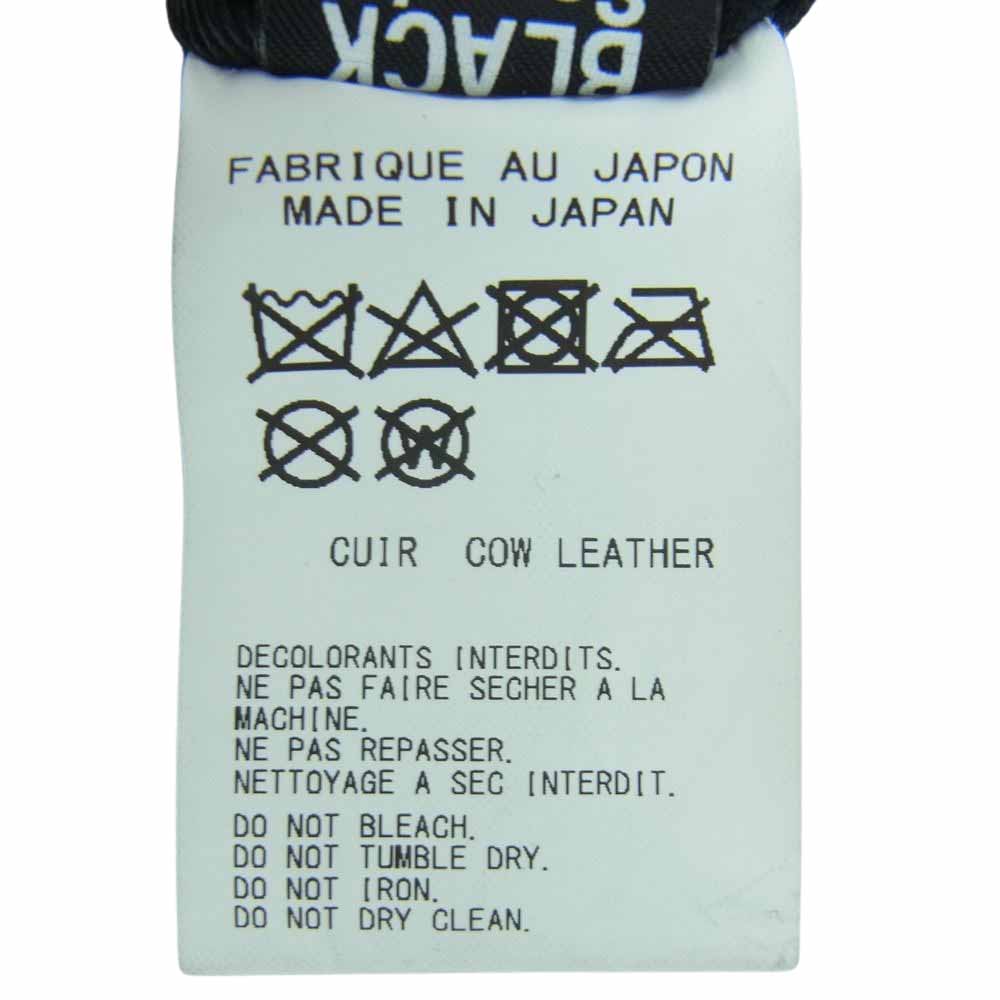 BLACK
FABRIQUE AU JAPON
MADE IN JAPAN
W
CUIR COW LEATHER
DECOLORANTS INTERDITS.
NE PAS FAIRE SECHER A LA
MACHINE.
NE PAS REPASSER.
NETTOYAGE A SEC INTERDIT.
DO NOT BLEACH.
DO NOT TUMBLE DRY.
DO NOT IRON.
DO NOT DRY CLEAN.